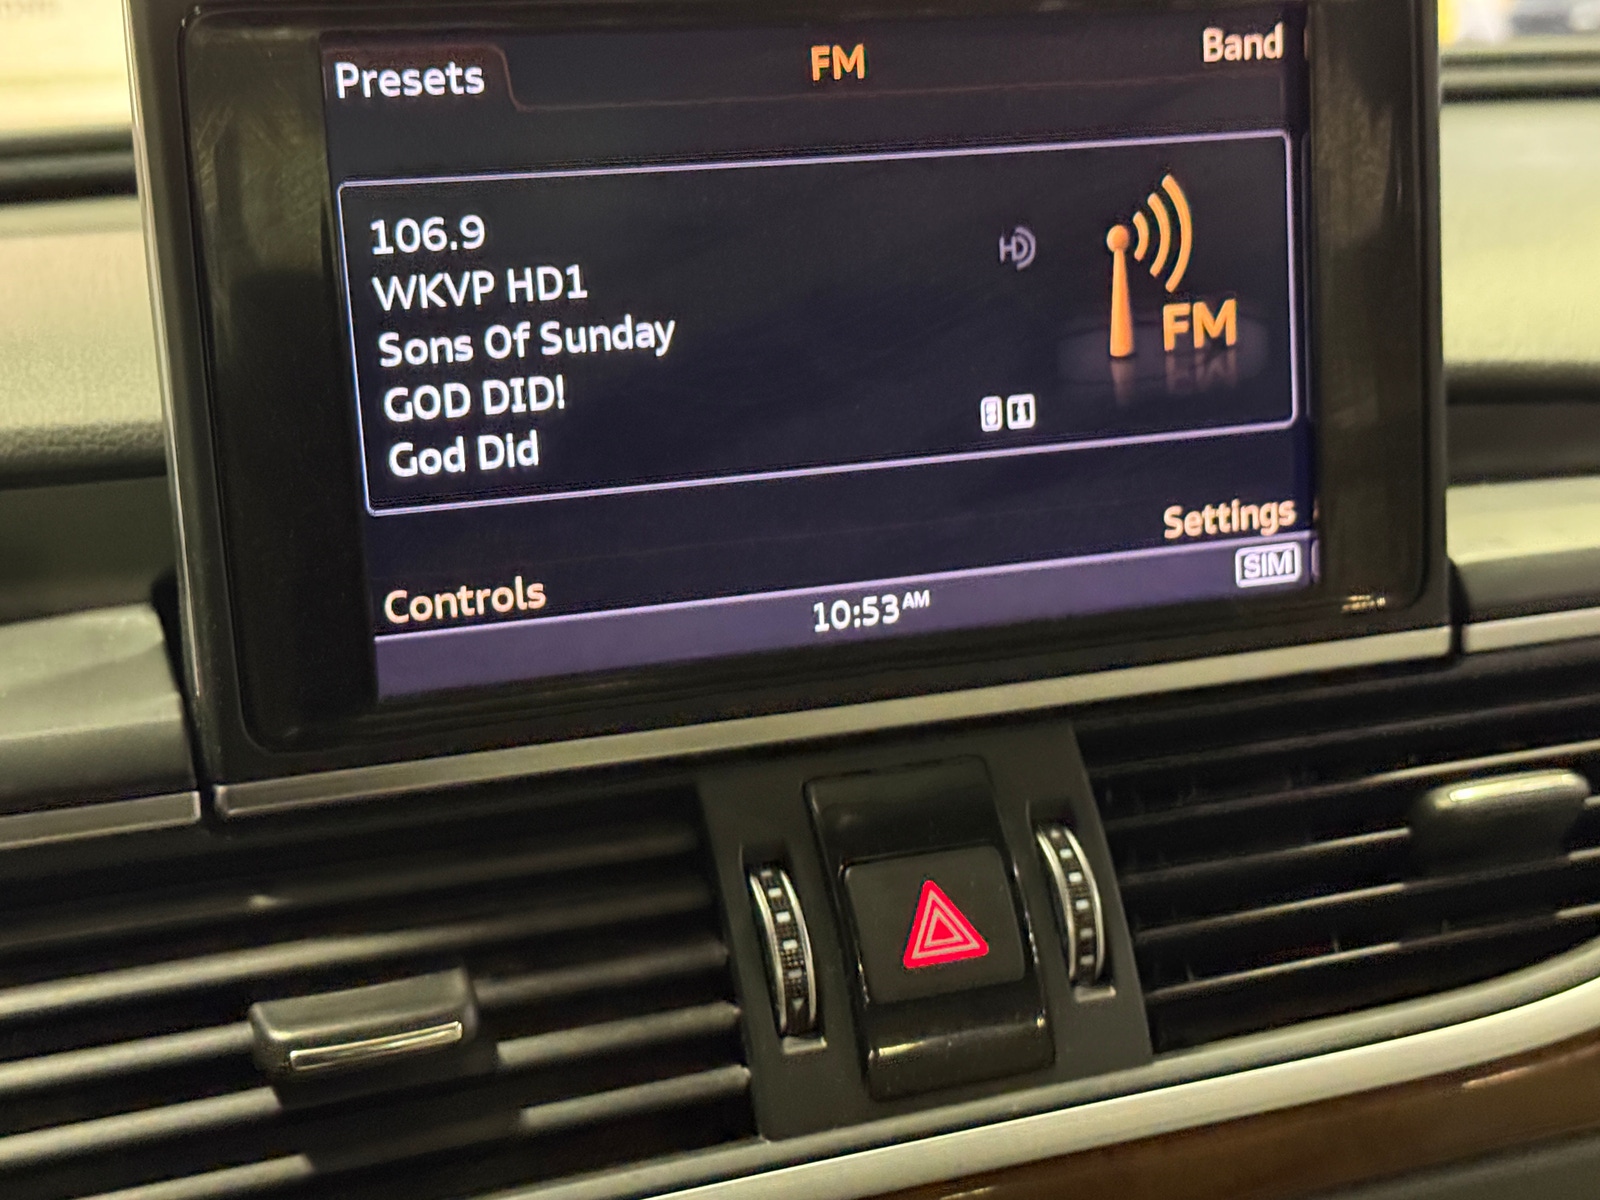 Presets
FM
Band
106.9
WKVP HD1
HD
Sons Of Sunday
GOD DID!
God Did
FM
Settings
SIM
Controls
10:53 AM